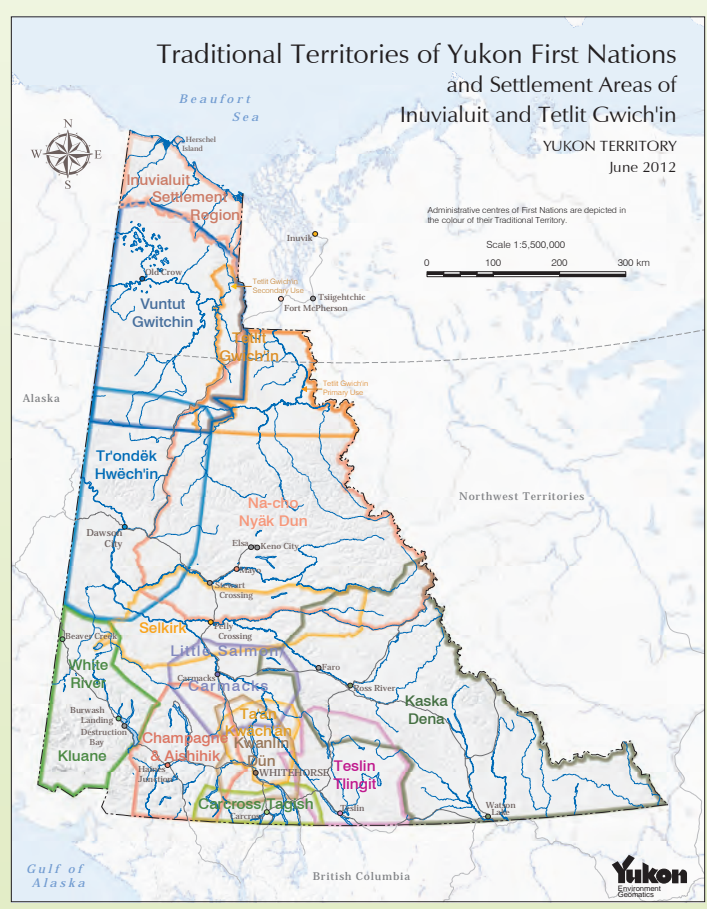 Traditional Territories of Yukon First Nations
and Settlement Areas of
Inuvialuit and Tetlit Gwich'in
YUKON TERRITORY
June 2012
Beaufort
Sea
N
W
E
S
Herschel
Island
Inuvialuit
Settlement
Region
Administrative centres of First Nations are depicted in
the colour of their Traditional Territory.
Scale 1:5,500,000
0 100 200 300 km
Inuvik
Old Crow
Tetlit Gwich'in
Secondary Use
Tsiigehtchic
Fort McPherson
Vuntut
Gwitchin
Tetlit
Gwich'in
Tetlit Gwich'in
Primary Use
Alaska
Tr'ondëk
Hwëch'in
Northwest Territories
Na-cho
Nyäk Dun
Dawson
City
Elsa
Keno City
Mayo
Stewart
Crossing
Selkirk
Pelly
Crossing
Beaver Creek
Little Salmon/
Carmacks
Carmacks
White
River
Faro
Ross River
Kaska
Dena
Burwash
Landing
Destruction
Bay
Ta'an
Kwach'an
Champagne
& Aishihik
Kwanlin
Dün
Kluane
Haines
Junction
WHITEHORSE
Teslin
Tlingit
Carcross/Tagish
Carcross
Teslin
Watson
Lake
Gulf of
Alaska
British Columbia
Yukon
Environment
Geomatics